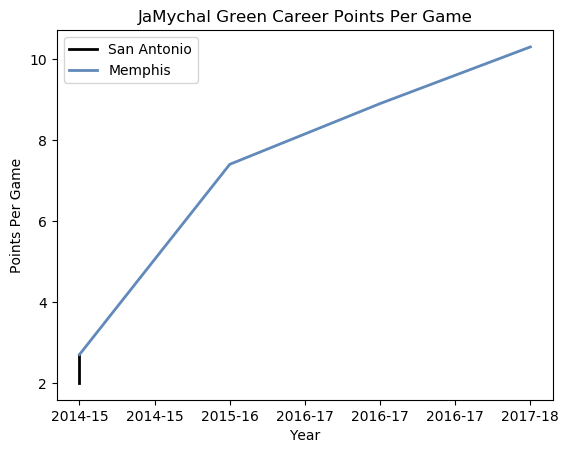 JaMychal Green Career Points Per Game
San Antonio
Memphis
Points Per Game
10
8
6
4
2
2014-15 2014-15 2015-16 2016-17 2016-17 2016-17 2017-18
Year